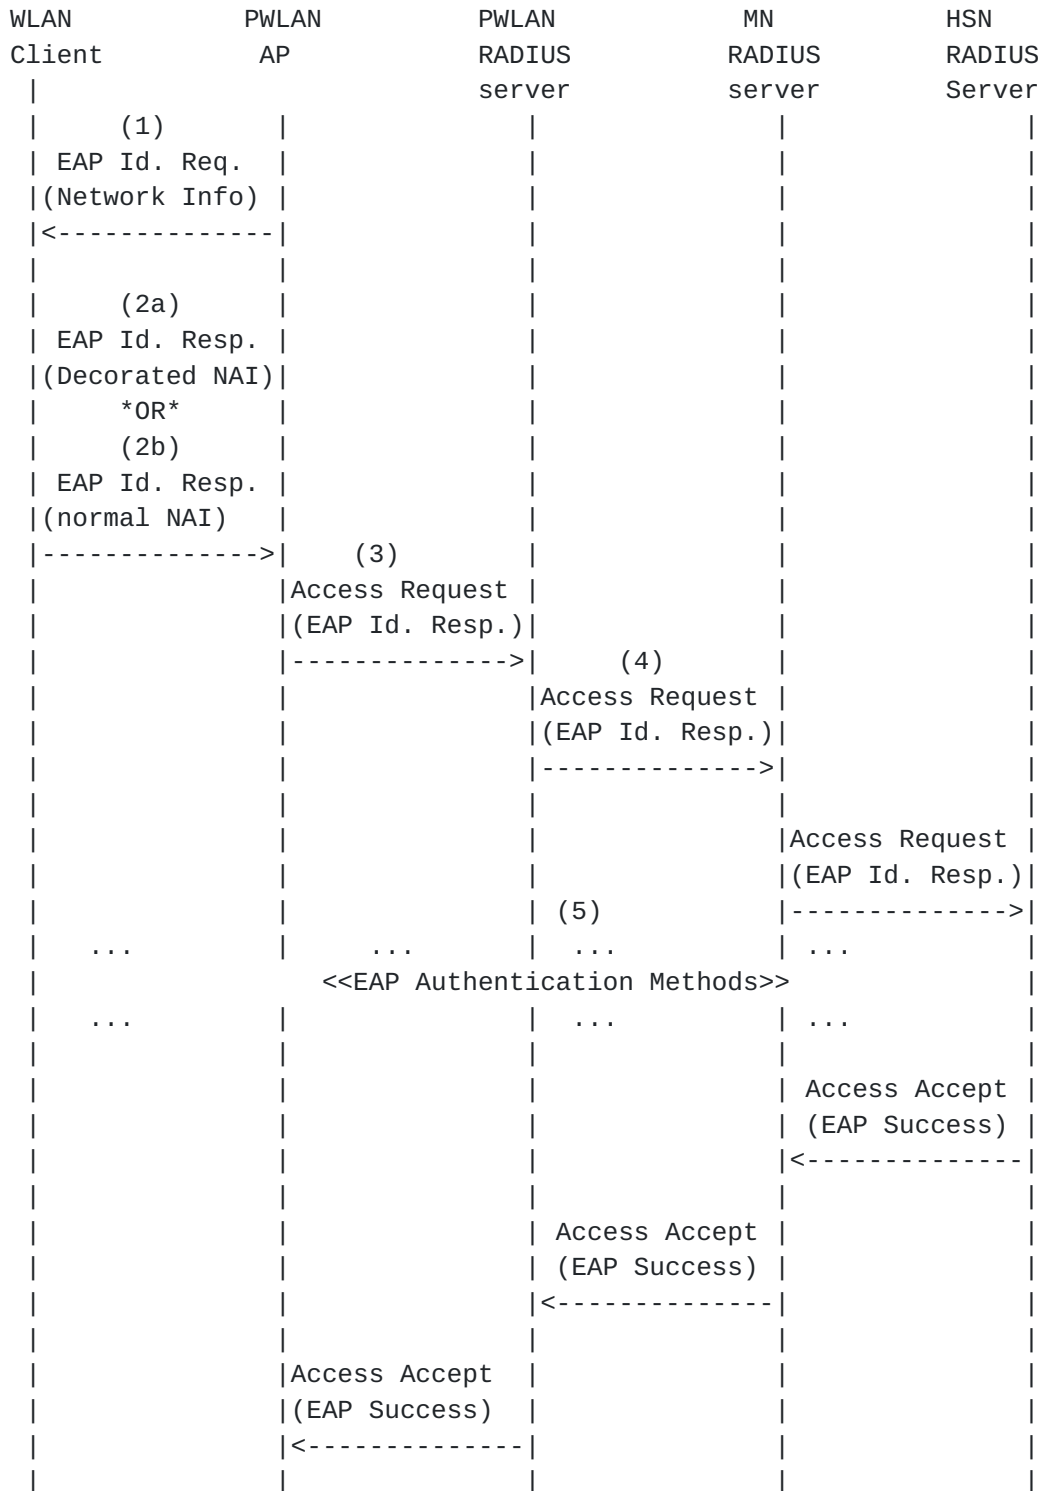 WLAN PWLAN PWLAN MN HSN
Client AP RADIUS RADIUS RADIUS
server server Server
(1)
EAP Id. Req.
(Network Info)
(2a)
EAP Id. Resp.
(Decorated NAI)
*OR*
(2b)
EAP Id. Resp.
(normal NAI)
(3)
Access Request
(EAP Id. Resp.)
(4)
Access Request
(EAP Id. Resp.)
Access Request
(EAP Id. Resp.)
(5)
... ... ... ...
<<EAP Authentication Methods>>
... ... ...
Access Accept
(EAP Success)
Access Accept
(EAP Success)
Access Accept
(EAP Success)